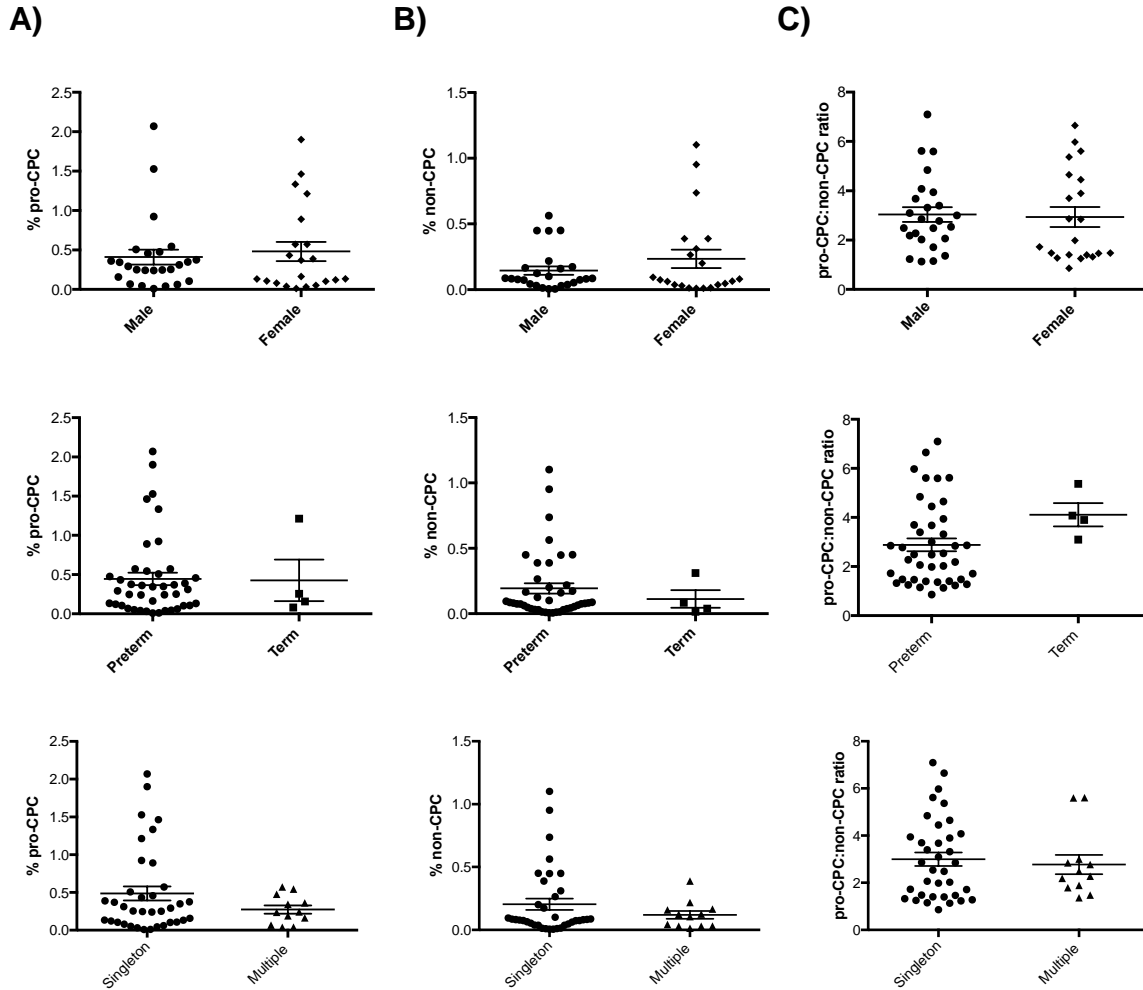 A)
B)
C)
% pro-CPC
2.5
2.0
1.5
1.0
0.5
0.0
Male
Female
% non-CPC
1.5
1.0
0.5
0.0
Male
Female
pro-CPC:non-CPC ratio
8
6
4
2
0
Male
Female
% pro-CPC
2.5
2.0
1.5
1.0
0.5
0.0
Preterm
Term
% non-CPC
1.5
1.0
0.5
0.0
Preterm
Term
pro-CPC:non-CPC ratio
8
6
4
2
0
Preterm
Term
% pro-CPC
2.5
2.0
1.5
1.0
0.5
0.0
Singleton
Multiple
% non-CPC
1.5
1.0
0.5
0.0
Singleton
Multiple
pro-CPC:non-CPC ratio
8
6
4
2
0
Singleton
Multiple